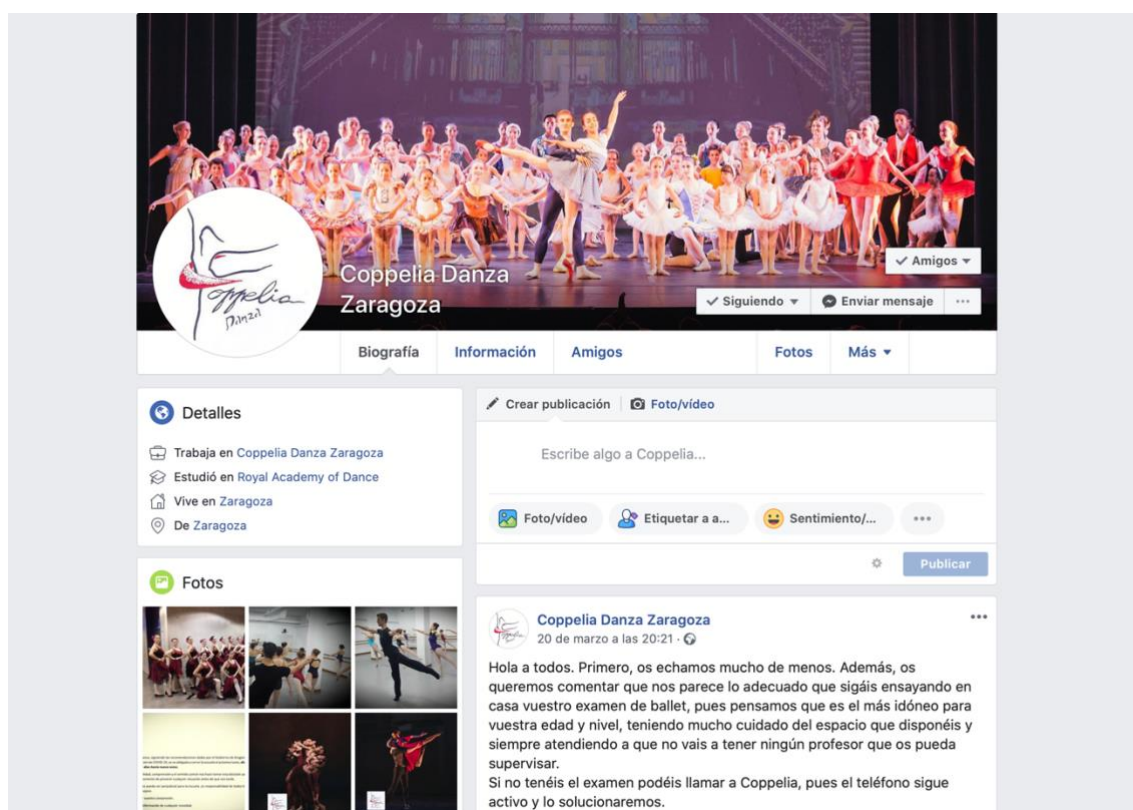 Coppelia
Danza
Coppelia Danza
Zaragoza
Amigos
Siguiendo
Enviar mensaje
Biografía
Información
Amigos
Fotos
Más
Detalles
Trabaja en Coppelia Danza Zaragoza
Estudió en Royal Academy of Dance
Vive en Zaragoza
De Zaragoza
Fotos
Crear publicación
Foto/vídeo
Escribe algo a Coppelia...
Foto/vídeo
Etiquetar a a...
Sentimiento/...
Publicar
Coppelia Danza Zaragoza
20 de marzo a las 20:21 ·
Hola a todos. Primero, os echamos mucho de menos. Además, os
queremos comentar que nos parece lo adecuado que sigáis ensayando en
casa vuestro examen de ballet, pues pensamos que es el más idóneo para
vuestra edad y nivel, teniendo mucho cuidado del espacio que disponéis y
siempre atendiendo a que no vais a tener ningún profesor que os pueda
supervisar.
Si no tenéis el examen podéis llamar a Coppelia, pues el teléfono sigue
activo y lo solucionaremos.